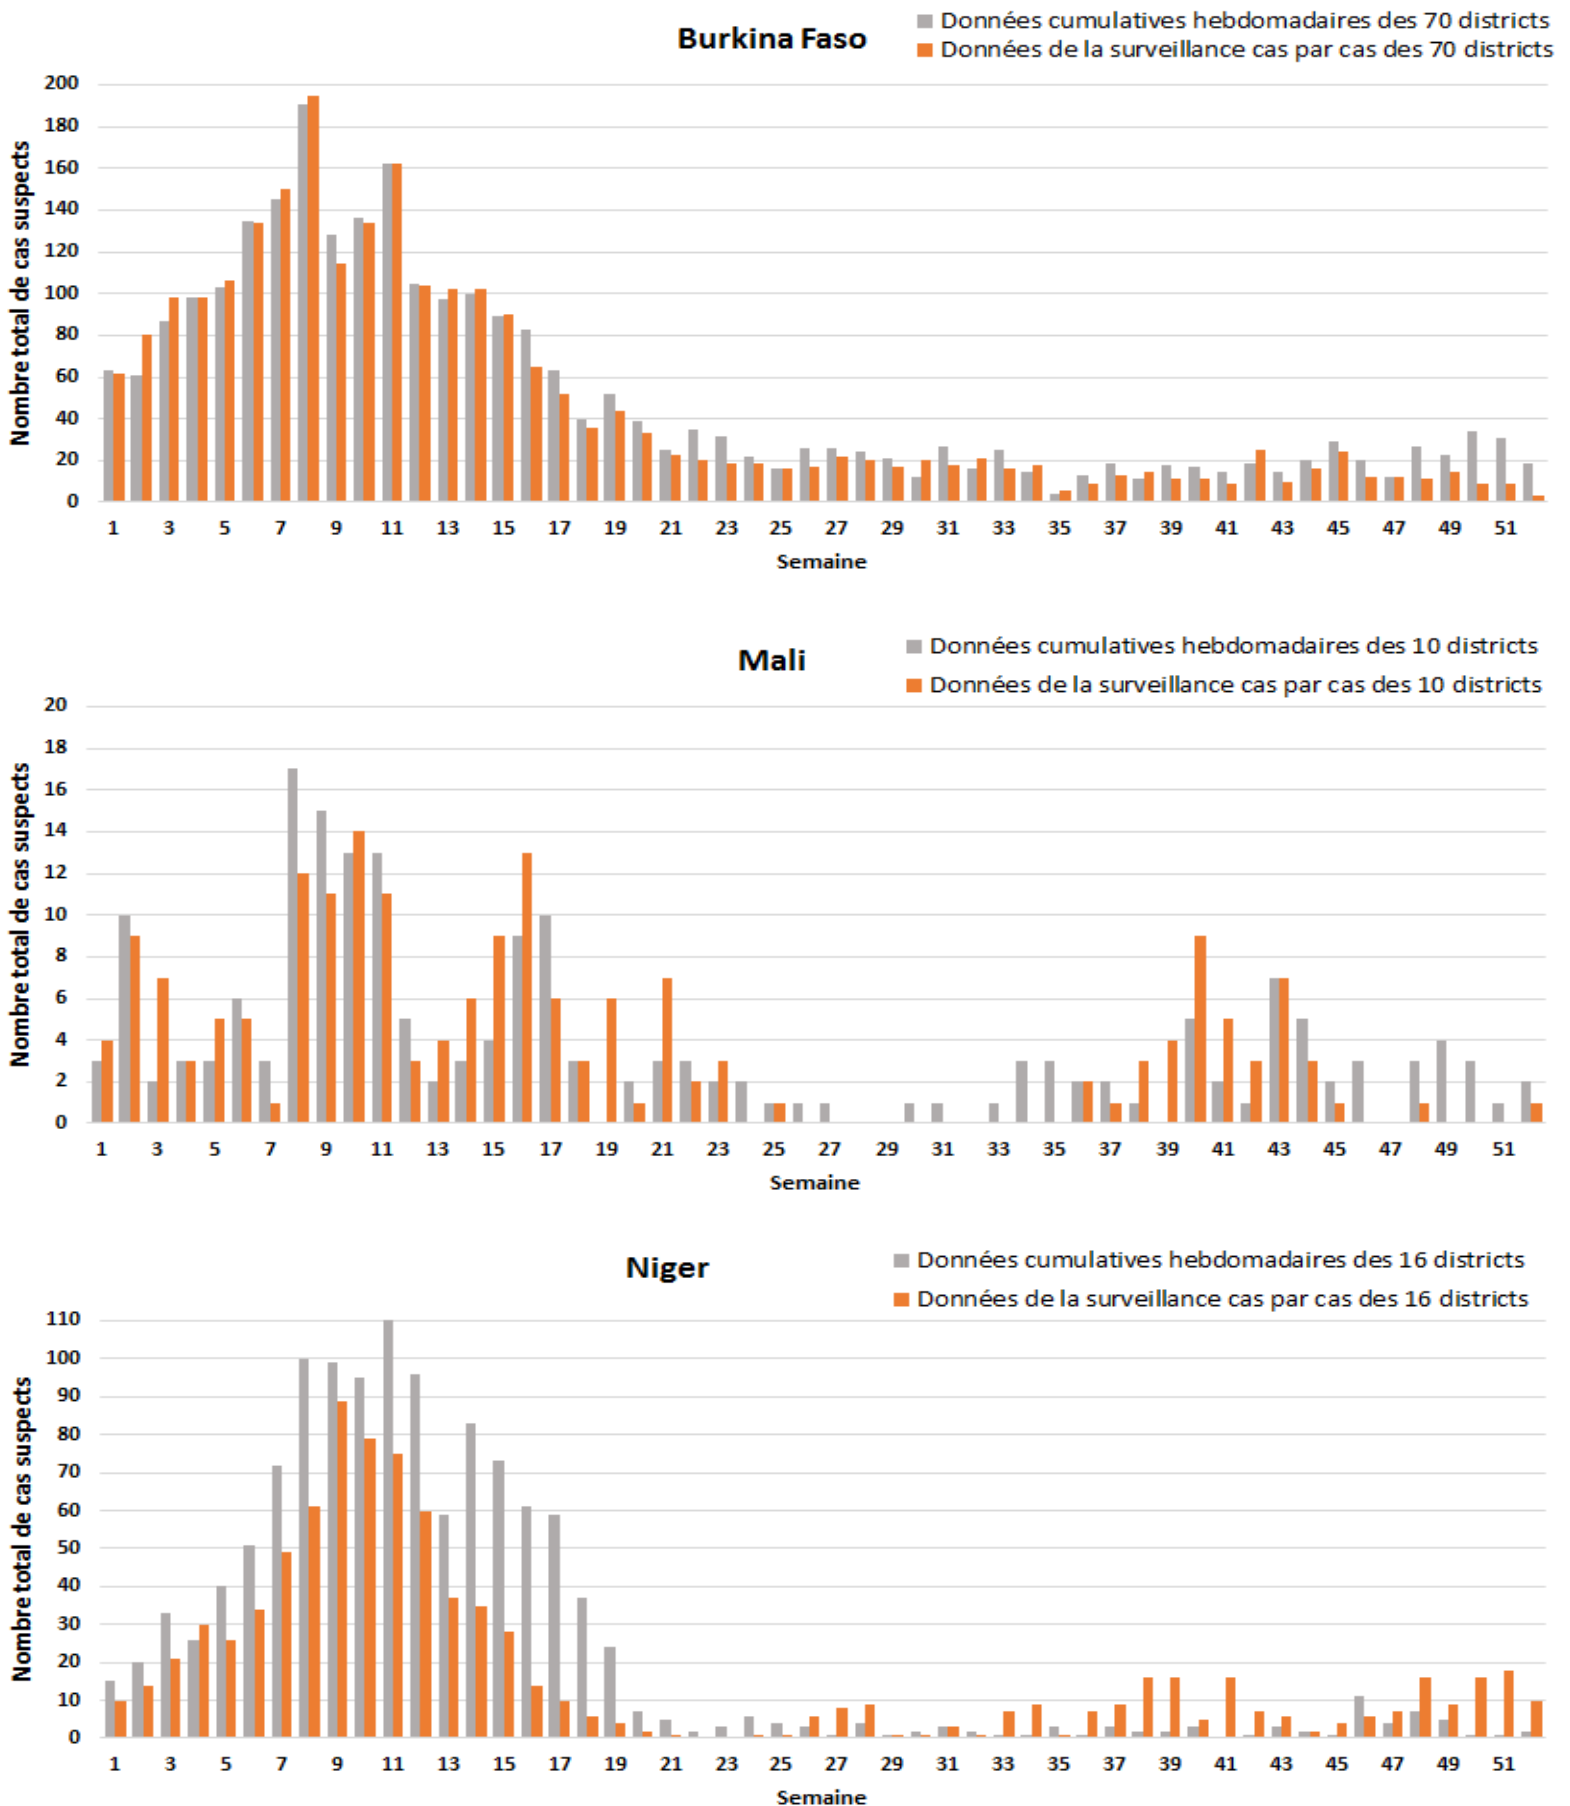 Burkina Faso
Données cumulatives hebdomadaires des 70 districts
Données de la surveillance cas par cas des 70 districts
Nombre total de cas suspects
200
180
160
140
120
100
80
60
40
20
0
1 3 5 7 9 11 13 15 17 19 21 23 25 27 29 31 33 35 37 39 41 43 45 47 49 51
Semaine
Mali
Données cumulatives hebdomadaires des 10 districts
Données de la surveillance cas par cas des 10 districts
Nombre total de cas suspects
20
18
16
14
12
10
8
6
4
2
0
1 3 5 7 9 11 13 15 17 19 21 23 25 27 29 31 33 35 37 39 41 43 45 47 49 51
Semaine
Niger
Données cumulatives hebdomadaires des 16 districts
Données de la surveillance cas par cas des 16 districts
Nombre total de cas suspects
110
100
90
80
70
60
50
40
30
20
10
0
1 3 5 7 9 11 13 15 17 19 21 23 25 27 29 31 33 35 37 39 41 43 45 47 49 51
Semaine